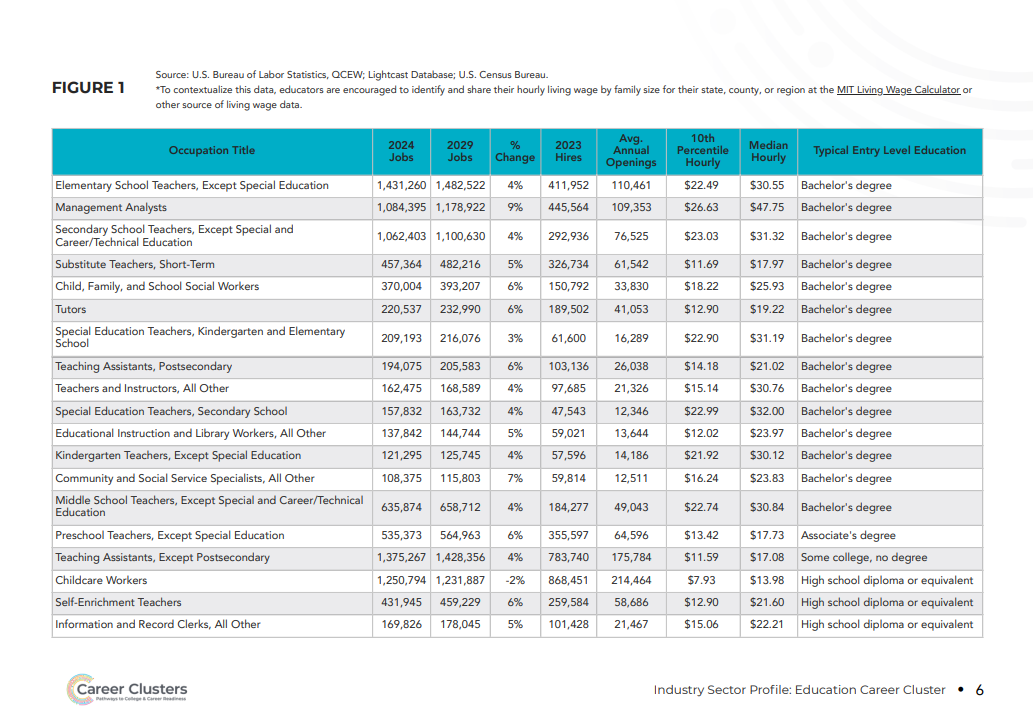 FIGURE 1
Source: U.S. Bureau of Labor Statistics, QCEW; Lightcast Database; U.S. Census Bureau.
*To contextualize this data, educators are encouraged to identify and share their hourly living wage by family size for their state, county, or region at the MIT Living Wage Calculator or
other source of living wage data.
Occupation Title 2024 Jobs 2029 Jobs % Change 2023 Hires Avg. Annual Openings 10th Percentile Hourly Median Hourly Typical Entry Level Education
Elementary School Teachers, Except Special Education 1,431,260 1,482,522 4% 411,952 110,461 $22.49 $30.55 Bachelor's degree
Management Analysts 1,084,395 1,178,922 9% 445,564 109,353 $26.63 $47.75 Bachelor's degree
Secondary School Teachers, Except Special and
Career/Technical Education 1,062,403 1,100,630 4% 292,936 76,525 $23.03 $31.32 Bachelor's degree
Substitute Teachers, Short-Term 457,364 482,216 5% 326,734 61,542 $11.69 $17.97 Bachelor's degree
Child, Family, and School Social Workers 370,004 393,207 6% 150,792 33,830 $18.22 $25.93 Bachelor's degree
Tutors 220,537 232,990 6% 189,502 41,053 $12.90 $19.22 Bachelor's degree
Special Education Teachers, Kindergarten and Elementary
School 209,193 216,076 3% 61,600 16,289 $22.90 $31.19 Bachelor's degree
Teaching Assistants, Postsecondary 194,075 205,583 6% 103,136 26,038 $14.18 $21.02 Bachelor's degree
Teachers and Instructors, All Other 162,475 168,589 4% 97,685 21,326 $15.14 $30.76 Bachelor's degree
Special Education Teachers, Secondary School 157,832 163,732 4% 47,543 12,346 $22.99 $32.00 Bachelor's degree
Educational Instruction and Library Workers, All Other 137,842 144,744 5% 59,021 13,644 $12.02 $23.97 Bachelor's degree
Kindergarten Teachers, Except Special Education 121,295 125,745 4% 57,596 14,186 $21.92 $30.12 Bachelor's degree
Community and Social Service Specialists, All Other 108,375 115,803 7% 59,814 12,511 $16.24 $23.83 Bachelor's degree
Middle School Teachers, Except Special and Career/Technical
Education 635,874 658,712 4% 184,277 49,043 $22.74 $30.84 Bachelor's degree
Preschool Teachers, Except Special Education 535,373 564,963 6% 355,597 64,596 $13.42 $17.73 Associate's degree
Teaching Assistants, Except Postsecondary 1,375,267 1,428,356 4% 783,740 175,784 $11.59 $17.08 Some college, no degree
Childcare Workers 1,250,794 1,231,887 -2% 868,451 214,464 $7.93 $13.98 High school diploma or equivalent
Self-Enrichment Teachers 431,945 459,229 6% 259,584 58,686 $12.90 $21.60 High school diploma or equivalent
Information and Record Clerks, All Other 169,826 178,045 5% 101,428 21,467 $15.06 $22.21 High school diploma or equivalent
Career Clusters
Pathways to College & Career Readiness
Industry Sector Profile: Education Career Cluster • 6